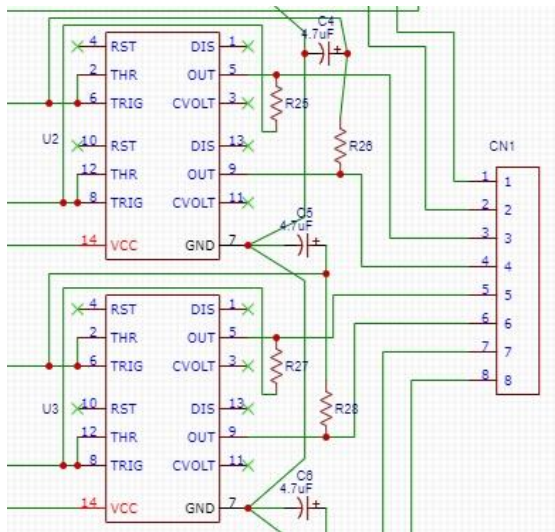 C4
4.7uF
+
4 RST DIS 1
2 THR OUT 5
6 TRIG CVOLT 3
R25
U2
10 RST DIS 13
12 THR OUT 9
8 TRIG CVOLT 11
R26
CN1
1 1
2 2
3 3
4 4
5 5
6 6
7 7
8 8
C5
4.7uF
+
14 VCC GND 7
4 RST DIS 1
2 THR OUT 5
6 TRIG CVOLT 3
R27
U3
10 RST DIS 13
12 THR OUT 9
8 TRIG CVOLT 11
R28
C6
4.7uF
+
14 VCC GND 7